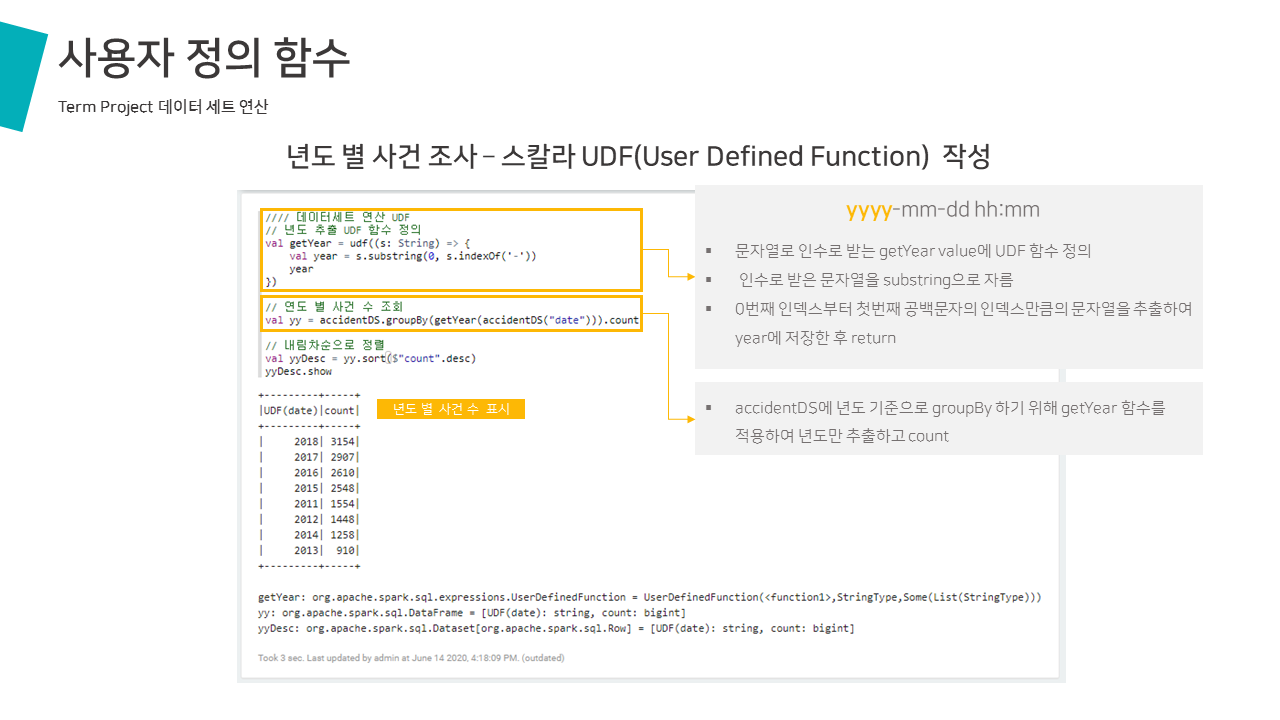 사용자 정의 함수
Term Project 데이터 세트 연산
년도 별 사건 조사 – 스칼라 UDF(User Defined Function) 작성
//// 데이터세트 연산 UDF
// 년도 추출 UDF 함수 정의
val getYear = udf((s: String) => {
    val year = s.substring(0, s.indexOf('-'))
    year
})
// 연도 별 사건 수 조회
val yy = accidentDS.groupBy(getYear(accidentDS("date"))).count
// 내림차순으로 정렬
val yyDesc = yy.sort($"count".desc)
yyDesc.show
+---------+-----+
|UDF(date)|count|
+---------+-----+
|     2018| 3154|
|     2017| 2907|
|     2016| 2610|
|     2015| 2548|
|     2011| 1554|
|     2012| 1448|
|     2014| 1258|
|     2013|  910|
+---------+-----+
년도 별 사건 수 표시
getYear: org.apache.spark.sql.expressions.UserDefinedFunction = UserDefinedFunction(<function1>,StringType,Some(List(StringType)))
yy: org.apache.spark.sql.DataFrame = [UDF(date): string, count: bigint]
yyDesc: org.apache.spark.sql.Dataset[org.apache.spark.sql.Row] = [UDF(date): string, count: bigint]
Took 3 sec. Last updated by admin at June 14 2020, 4:18:09 PM. (outdated)
yyyy-mm-dd hh:mm
▪ 문자열로 인수로 받는 getYear value에 UDF 함수 정의
▪ 인수로 받은 문자열을 substring으로 자름
▪ 0번째 인덱스부터 첫번째 공백문자의 인덱스만큼의 문자열을 추출하여
year에 저장한 후 return
▪ accidentDS에 년도 기준으로 groupBy 하기 위해 getYear 함수를
적용하여 년도만 추출하고 count